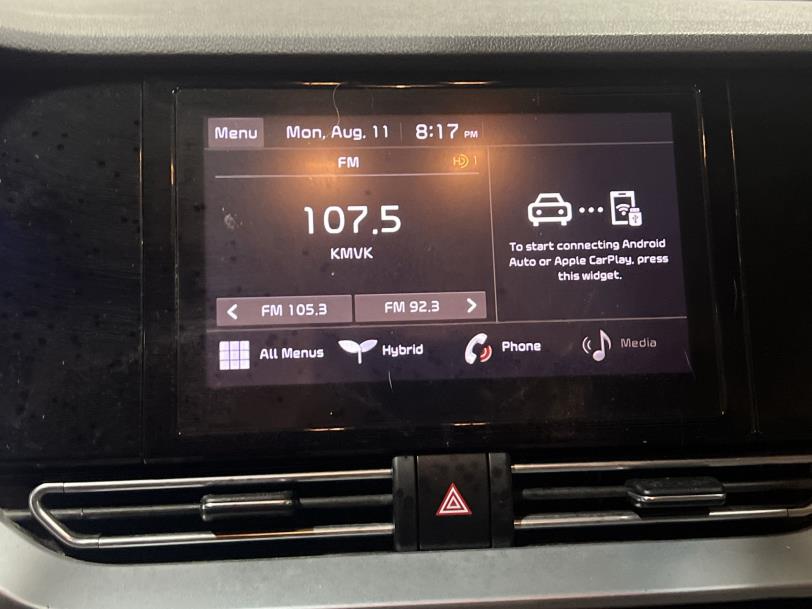 Menu Mon, Aug. 11 8:17 PM
FM HD 1
107.5
KMVK
FM 105.3 FM 92.3
To start connecting Android
Auto or Apple CarPlay, press
this widget.
All Menus Hybrid Phone Media